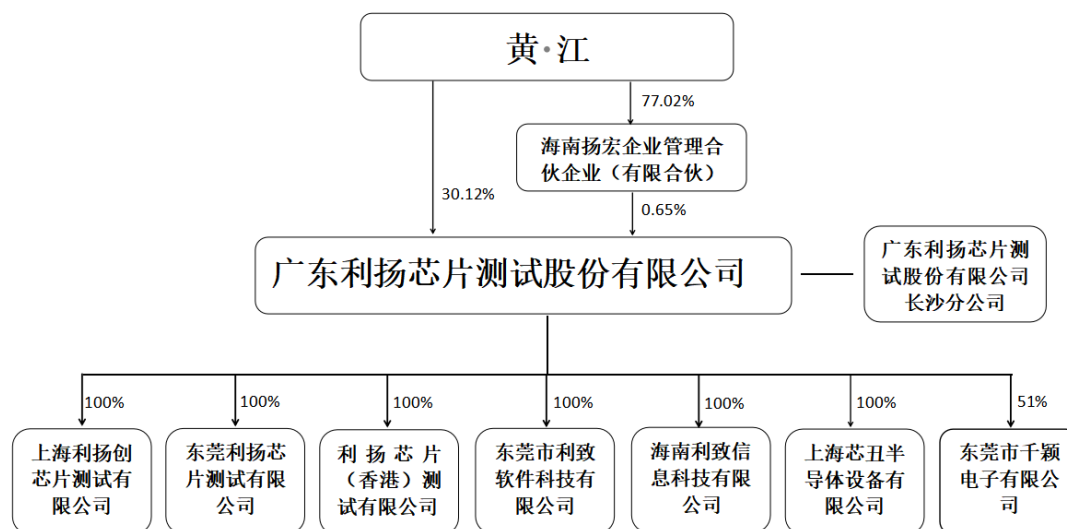 黄·江
77.02%
海南扬宏企业管理合
伙企业（有限合伙）
30.12%
0.65%
广东利扬芯片测试股份有限公司
广东利扬芯片测
试股份有限公司
长沙分公司
100%
100%
100%
100%
100%
100%
51%
上海利扬创
芯片测试有
限公司
东莞利扬芯
片测试有限
公司
利扬芯片
（香港）测
试有限公司
东莞市利致
软件科技有
限公司
海南利致信
息科技有限
公司
上海芯丑半
导体设备有
限公司
东莞市千颖
电子有限公
司